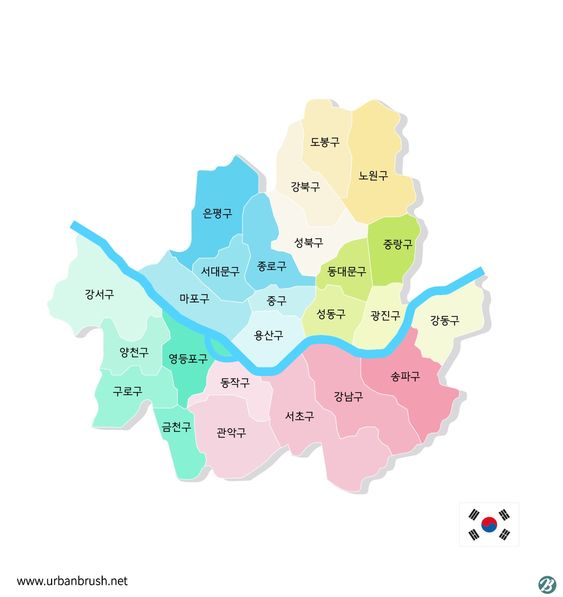 도봉구
노원구
강북구
은평구
성북구
중랑구
서대문구
종로구
동대문구
강서구
마포구
중구
성동구
광진구
강동구
용산구
양천구
영등포구
동작구
송파구
구로구
강남구
서초구
금천구
관악구
www.urbanbrush.net
B